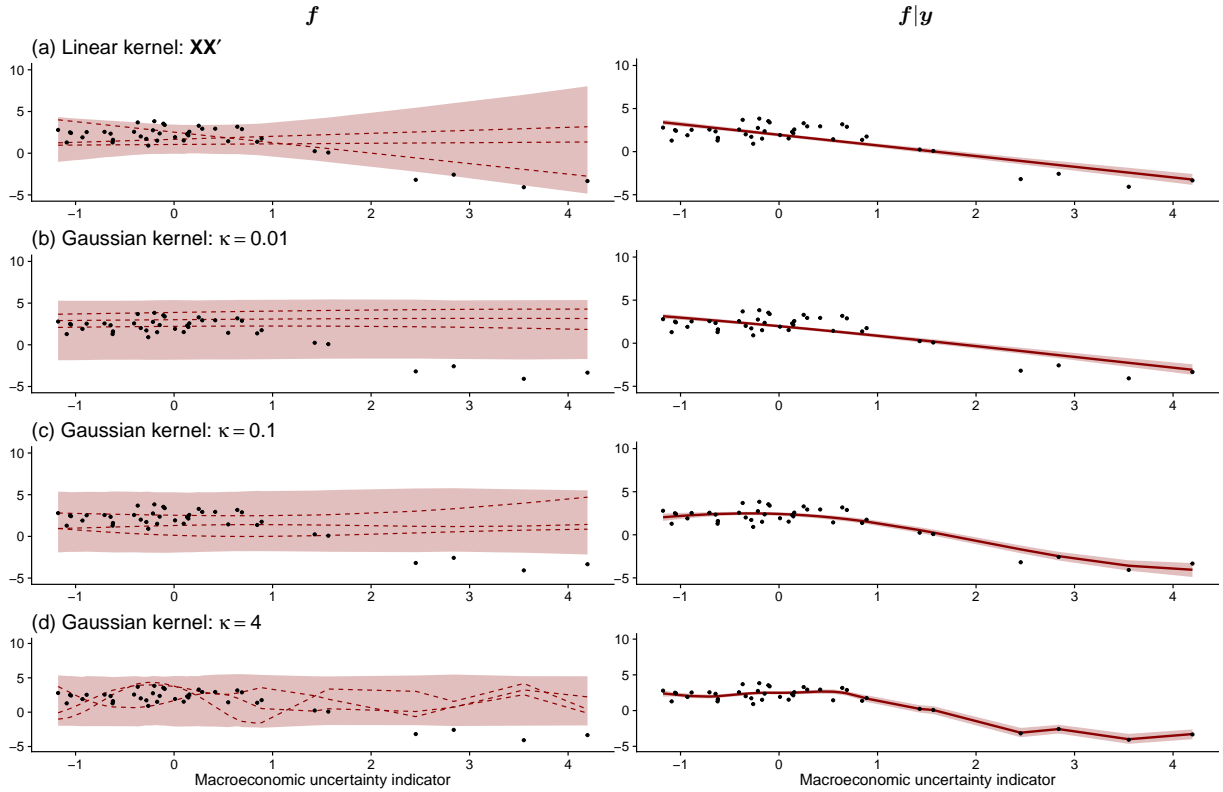 f f|y
(a) Linear kernel: XX′
10
5
0
−5
−1 0 1 2 3 4
10
5
0
−5
−1 0 1 2 3 4
(b) Gaussian kernel: κ = 0.01
10
5
0
−5
−1 0 1 2 3 4
10
5
0
−5
−1 0 1 2 3 4
(c) Gaussian kernel: κ = 0.1
10
5
0
−5
−1 0 1 2 3 4
10
5
0
−5
−1 0 1 2 3 4
(d) Gaussian kernel: κ = 4
10
5
0
−5
−1 0 1 2 3 4
Macroeconomic uncertainty indicator
10
5
0
−5
−1 0 1 2 3 4
Macroeconomic uncertainty indicator